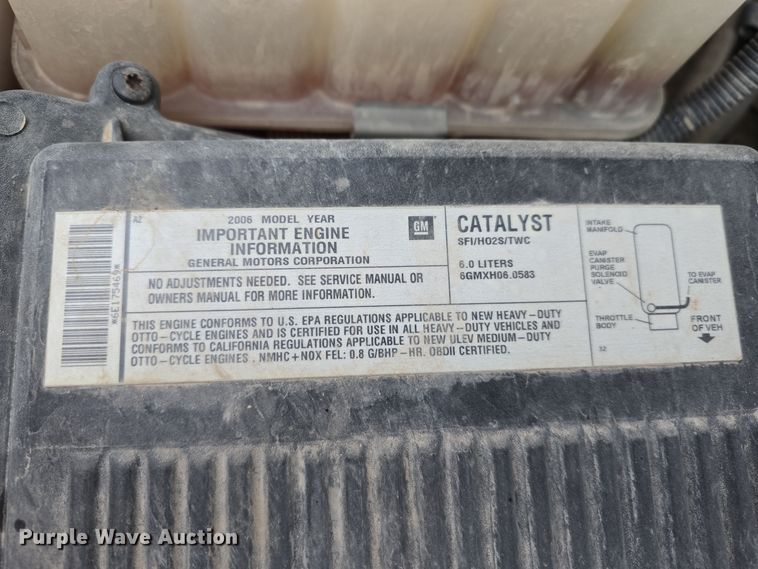 *6E175469*
AZ
2006 MODEL YEAR
IMPORTANT ENGINE
INFORMATION
GENERAL MOTORS CORPORATION
GM
NO ADJUSTMENTS NEEDED. SEE SERVICE MANUAL OR
OWNERS MANUAL FOR MORE INFORMATION.
CATALYST
SFI/HO2S/TWC
6.0 LITERS
6GMXH06.0583
THIS ENGINE CONFORMS TO U.S. EPA REGULATIONS APPLICABLE TO NEW HEAVY-DUTY
OTTO-CYCLE ENGINES AND IS CERTIFIED FOR USE IN ALL HEAVY-DUTY VEHICLES AND
CONFORMS TO CALIFORNIA REGULATIONS APPLICABLE TO NEW ULEV MEDIUM-DUTY
OTTO-CYCLE ENGINES. NMHC+NOX FEL: 0.8 G/BHP-HR. OBDII CERTIFIED.
INTAKE
MANIFOLD
EVAP
CANISTER
PURGE
SOLENOID
VALVE
TO EVAP
CANISTER
THROTTLE
BODY
FRONT
OF VEH
32
Purple Wave Auction